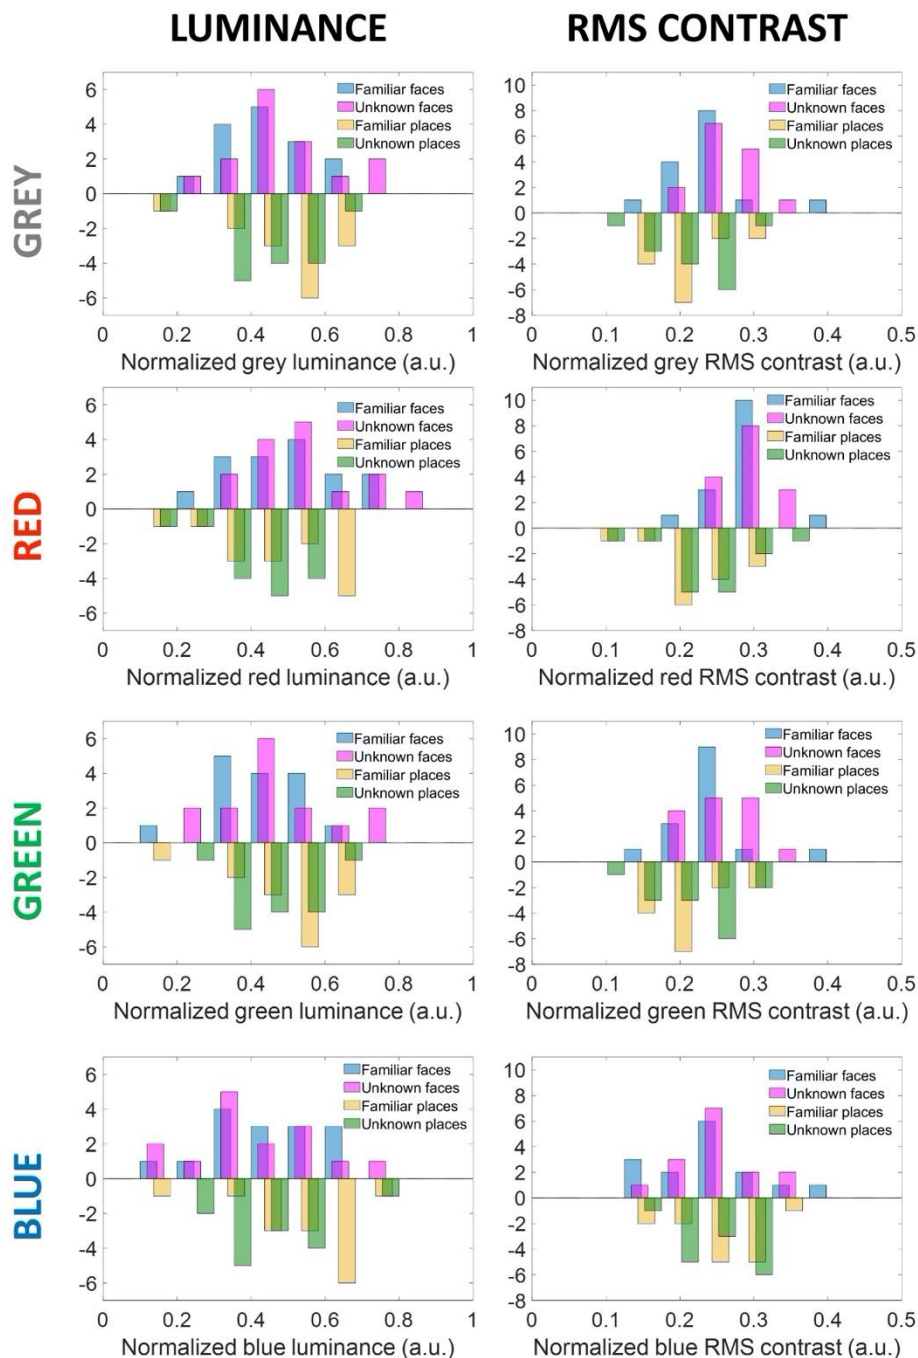 LUMINANCE RMS CONTRAST
GREY
6
4
2
0
-2
-4
-6
0 0.2 0.4 0.6 0.8 1
Familiar faces
Unknown faces
Familiar places
Unknown places
Normalized grey luminance (a.u.)
10
8
6
4
2
0
-2
-4
-6
-8
0 0.1 0.2 0.3 0.4 0.5
Familiar faces
Unknown faces
Familiar places
Unknown places
Normalized grey RMS contrast (a.u.)
RED
6
4
2
0
-2
-4
-6
0 0.2 0.4 0.6 0.8 1
Familiar faces
Unknown faces
Familiar places
Unknown places
Normalized red luminance (a.u.)
10
8
6
4
2
0
-2
-4
-6
-8
0 0.1 0.2 0.3 0.4 0.5
Familiar faces
Unknown faces
Familiar places
Unknown places
Normalized red RMS contrast (a.u.)
GREEN
6
4
2
0
-2
-4
-6
0 0.2 0.4 0.6 0.8 1
Familiar faces
Unknown faces
Familiar places
Unknown places
Normalized green luminance (a.u.)
10
8
6
4
2
0
-2
-4
-6
-8
0 0.1 0.2 0.3 0.4 0.5
Familiar faces
Unknown faces
Familiar places
Unknown places
Normalized green RMS contrast (a.u.)
BLUE
6
4
2
0
-2
-4
-6
0 0.2 0.4 0.6 0.8 1
Familiar faces
Unknown faces
Familiar places
Unknown places
Normalized blue luminance (a.u.)
10
8
6
4
2
0
-2
-4
-6
-8
0 0.1 0.2 0.3 0.4 0.5
Familiar faces
Unknown faces
Familiar places
Unknown places
Normalized blue RMS contrast (a.u.)